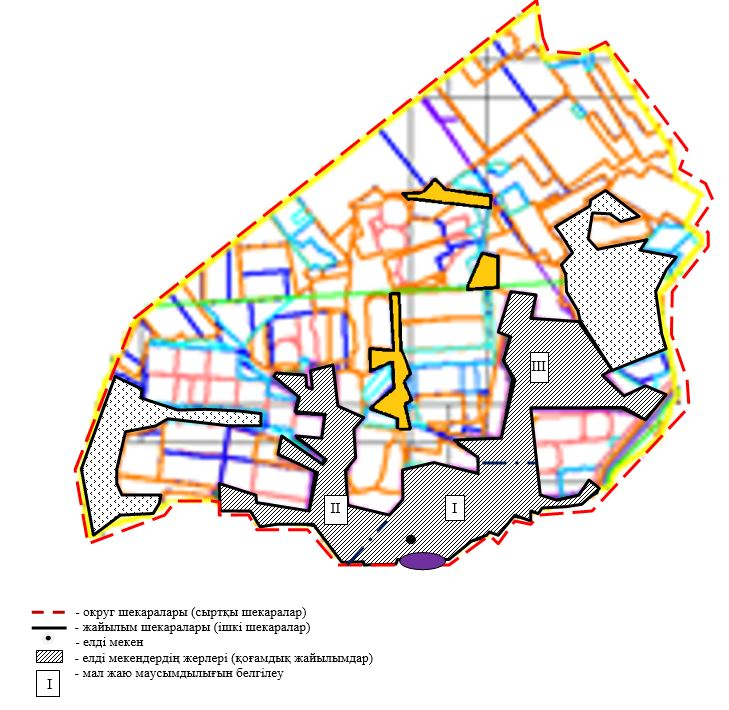 III
II
I
- округ шекаралары (сыртқы шекаралар)
- жайылым шекаралары (ішкі шекаралар)
- елді мекен
- елді мекендердің жерлері (қоғамдық жайылымдар)
- мал жаю маусымдылығын белгілеу
I